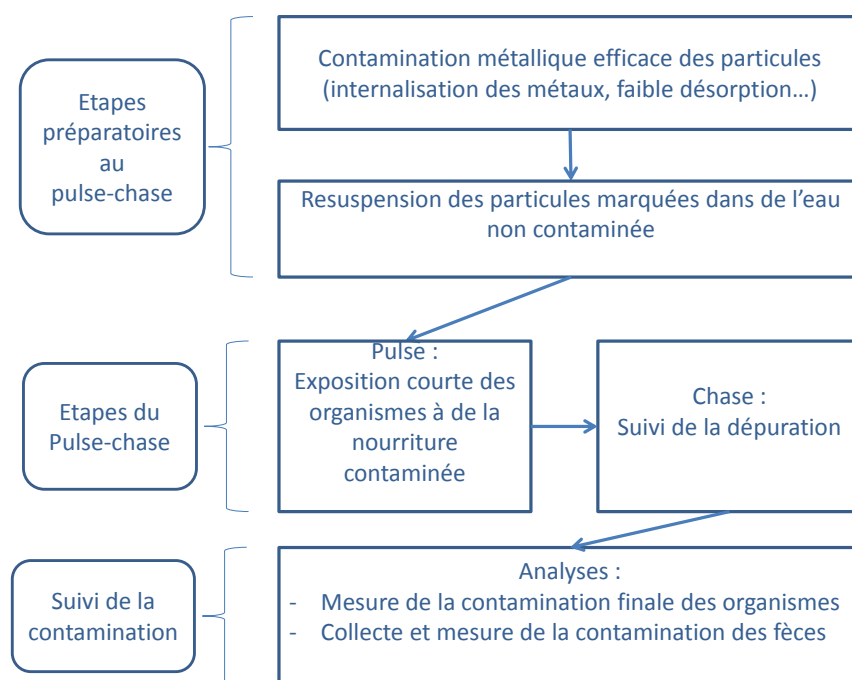 Etapes
préparatoires
au
pulse-chase
Contamination métallique efficace des particules
(internalisation des métaux, faible désorption…)
Resuspension des particules marquées dans de l'eau
non contaminée
Etapes du
Pulse-chase
Pulse :
Exposition courte des
organismes à de la
nourriture
contaminée
Chase :
Suivi de la dépuration
Suivi de la
contamination
Analyses :
- Mesure de la contamination finale des organismes
- Collecte et mesure de la contamination des fèces